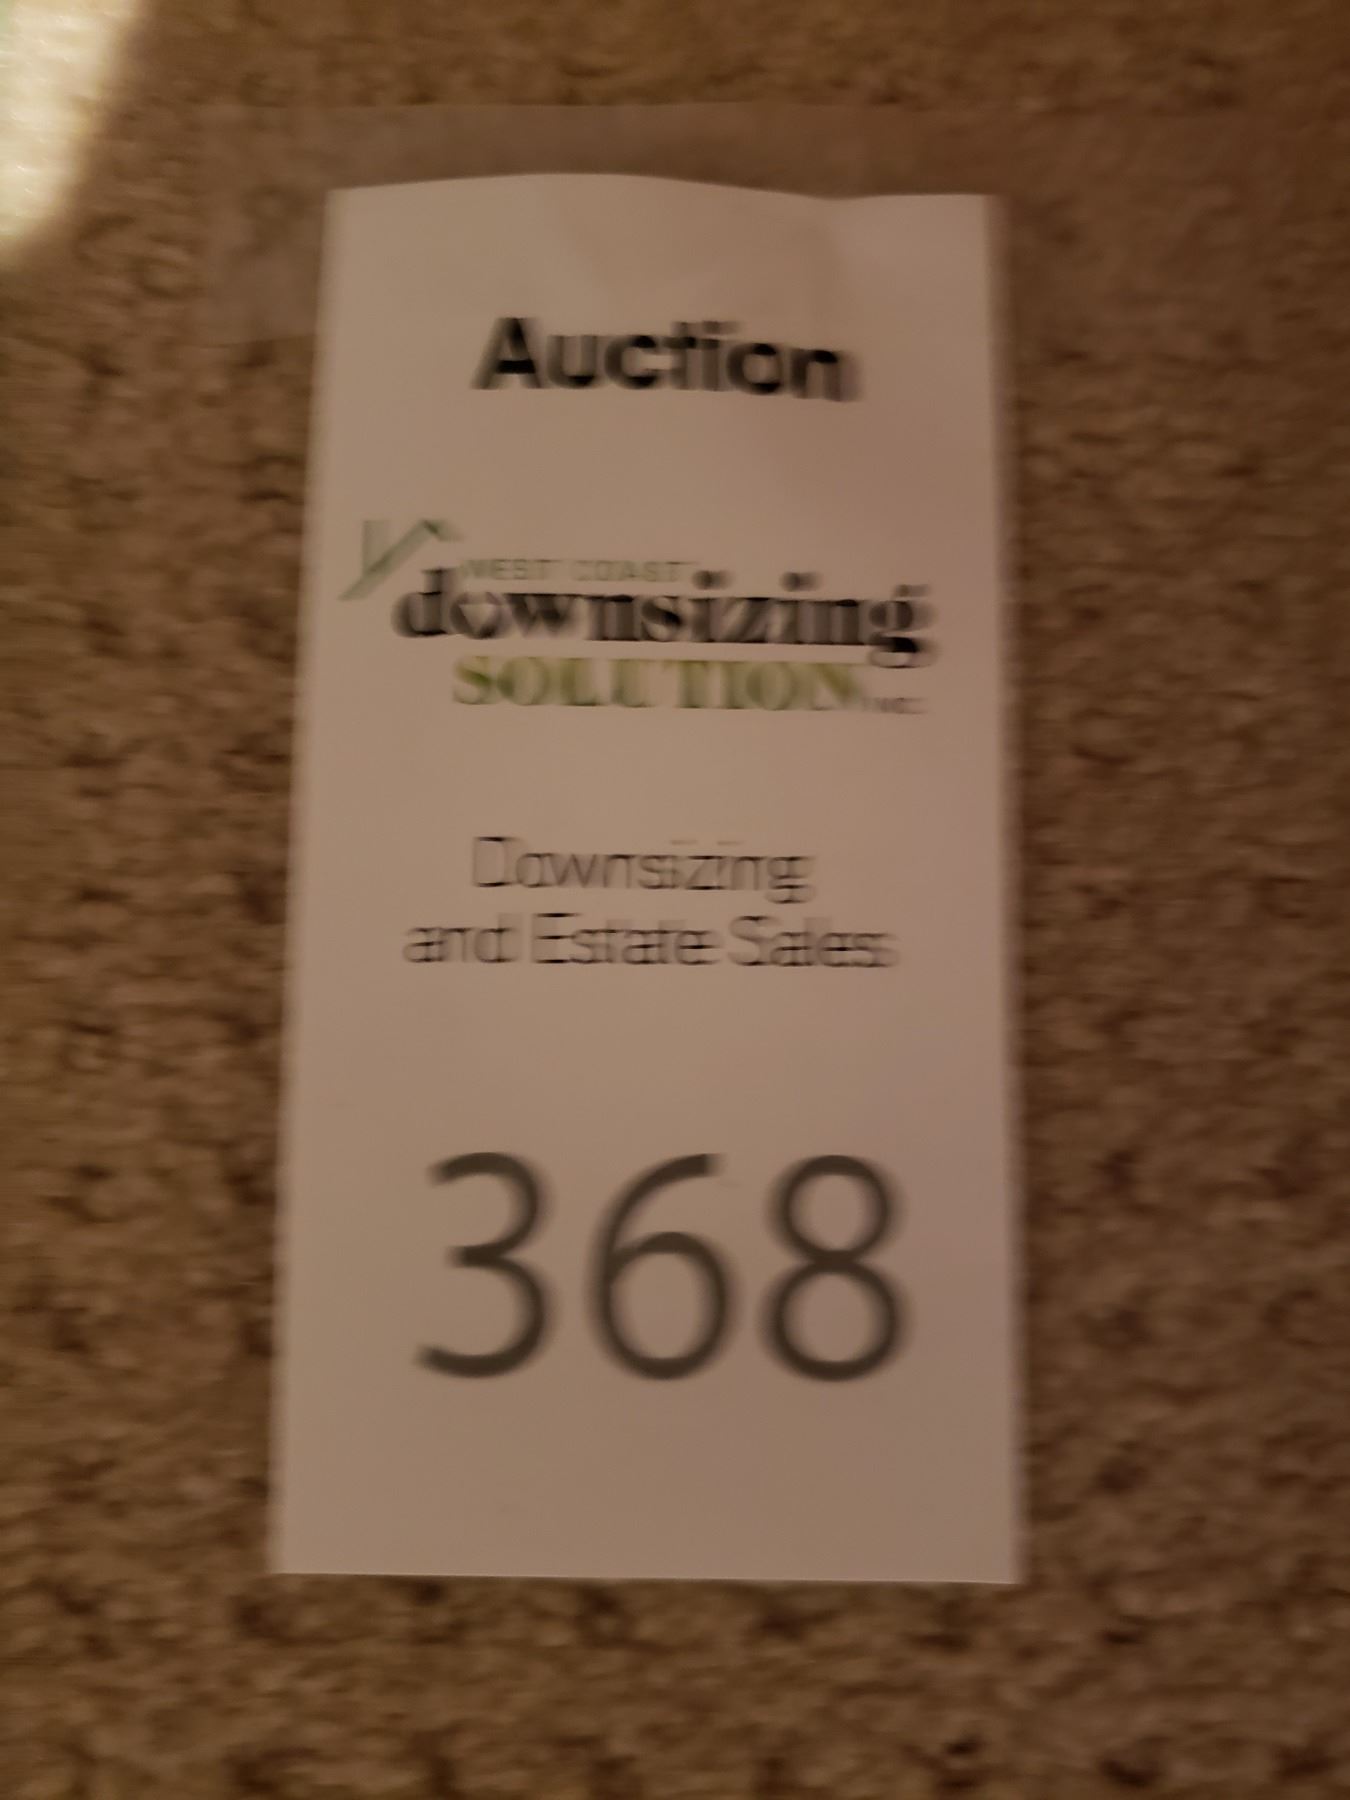 Auction
WEST COAST
downsizing
SOLUTION INC.
Downsizing
and Estate Sales
368